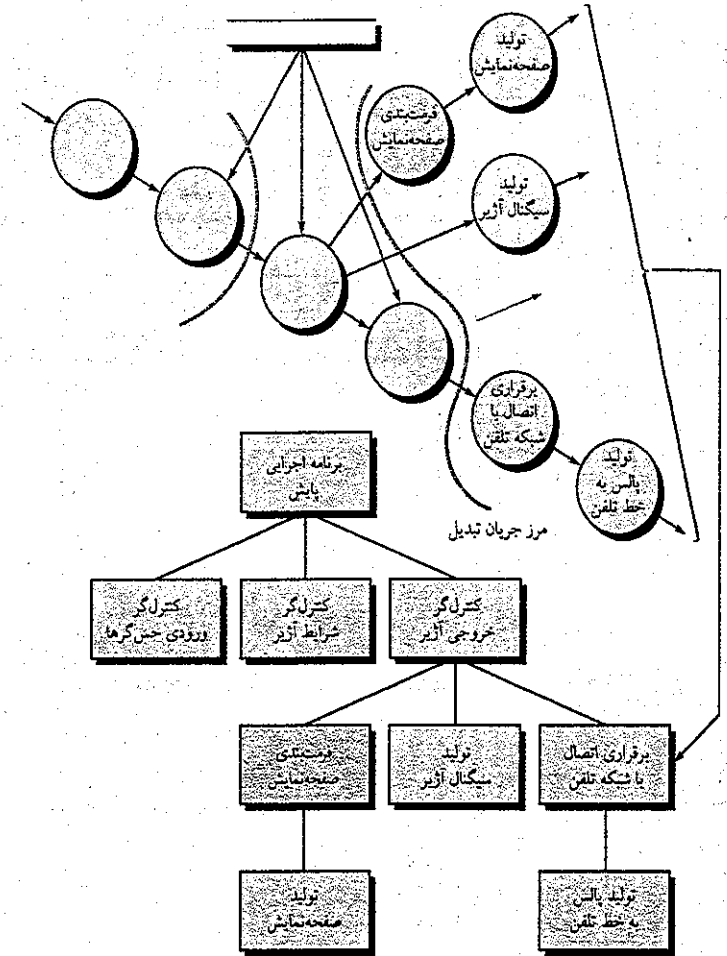 تولید
صفحه‌نمایش
فرمت‌بندی
صفحه‌نمایش
تولید
سیگنال آژیر
برقراری
اتصال با
شبکه تلفن
تولید
پالس به
خط تلفن
مرز جریان تبدیل
برنامه اجرایی
پایش
کنترل‌گر
ورودی حس‌گرها
کنترل‌گر
شرایط آژیر
کنترل‌گر
خروجی آژیر
فرمت‌بندی
صفحه‌نمایش
تولید
سیگنال آژیر
برقراری اتصال
با شبکه تلفن
تولید
صفحه‌نمایش
تولید پالس
به خط تلفن